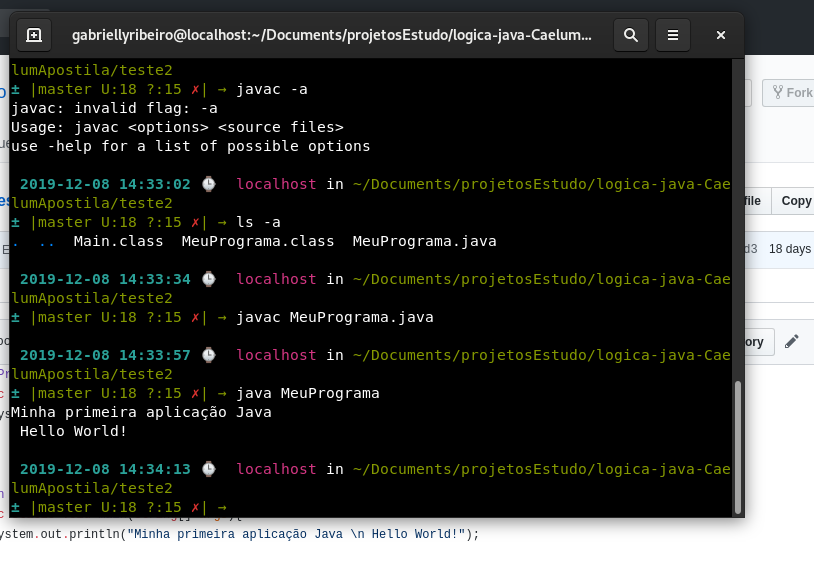 gabriellyribeiro@localhost:~/Documents/projetosEstudo/logica-java-Caelum...
lumApostila/teste2
± |master U:18 ?:15 ✗| → javac -a
javac: invalid flag: -a
Usage: javac <options> <source files>
use -help for a list of possible options
2019-12-08 14:33:02 localhost in ~/Documents/projetosEstudo/logica-java-Cae
lumApostila/teste2
± |master U:18 ?:15 ✗| → ls -a
. .. Main.class MeuPrograma.class MeuPrograma.java
2019-12-08 14:33:34 localhost in ~/Documents/projetosEstudo/logica-java-Cae
lumApostila/teste2
± |master U:18 ?:15 ✗| → javac MeuPrograma.java
2019-12-08 14:33:57 localhost in ~/Documents/projetosEstudo/logica-java-Cae
lumApostila/teste2
± |master U:18 ?:15 ✗| → java MeuPrograma
Minha primeira aplicação Java
Hello World!
2019-12-08 14:34:13 localhost in ~/Documents/projetosEstudo/logica-java-Cae
lumApostila/teste2
± |master U:18 ?:15 ✗| →
Fork
file Copy
d3 18 days
ory
ystem.out.println("Minha primeira aplicação Java \n Hello World!");